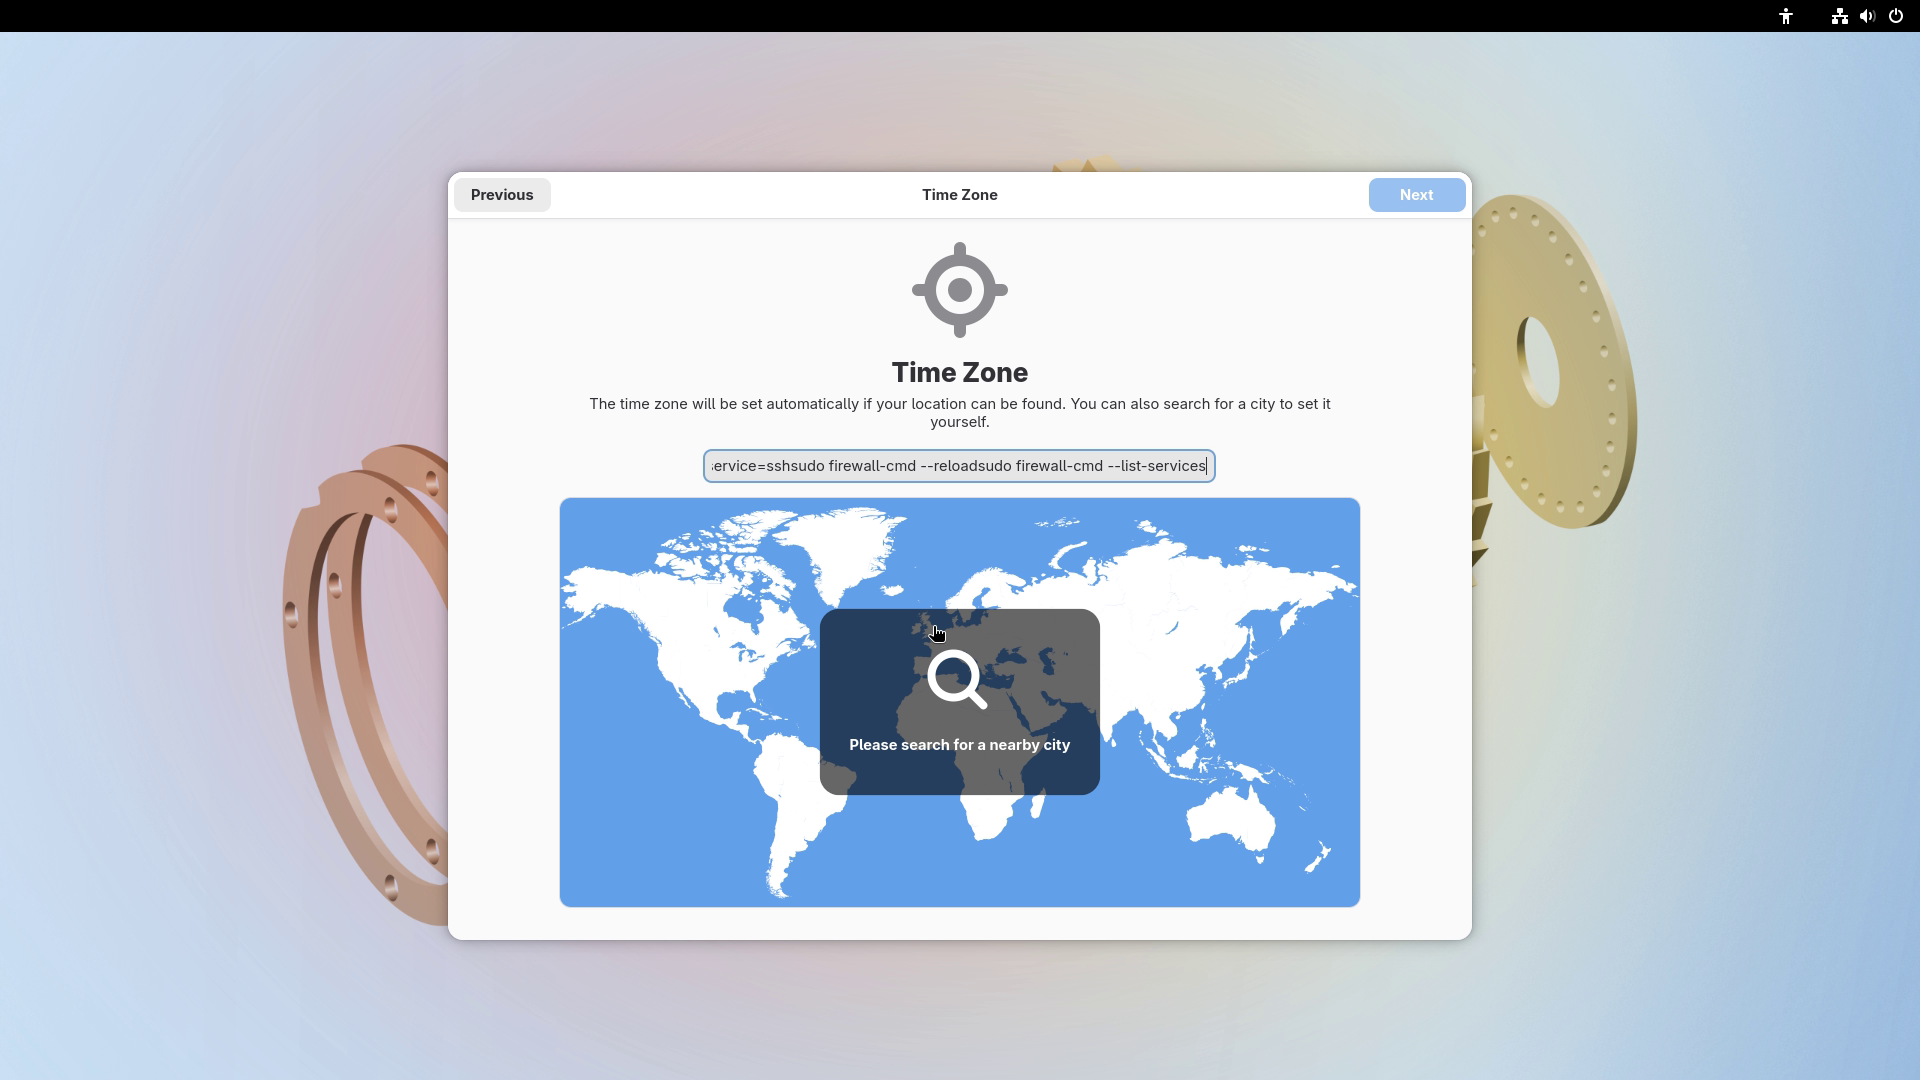 Previous
Time Zone
Next
Time Zone
The time zone will be set automatically if your location can be found. You can also search for a city to set it
yourself.
ervice=sshsudo firewall-cmd --reloadsudo firewall-cmd --list-services
Please search for a nearby city